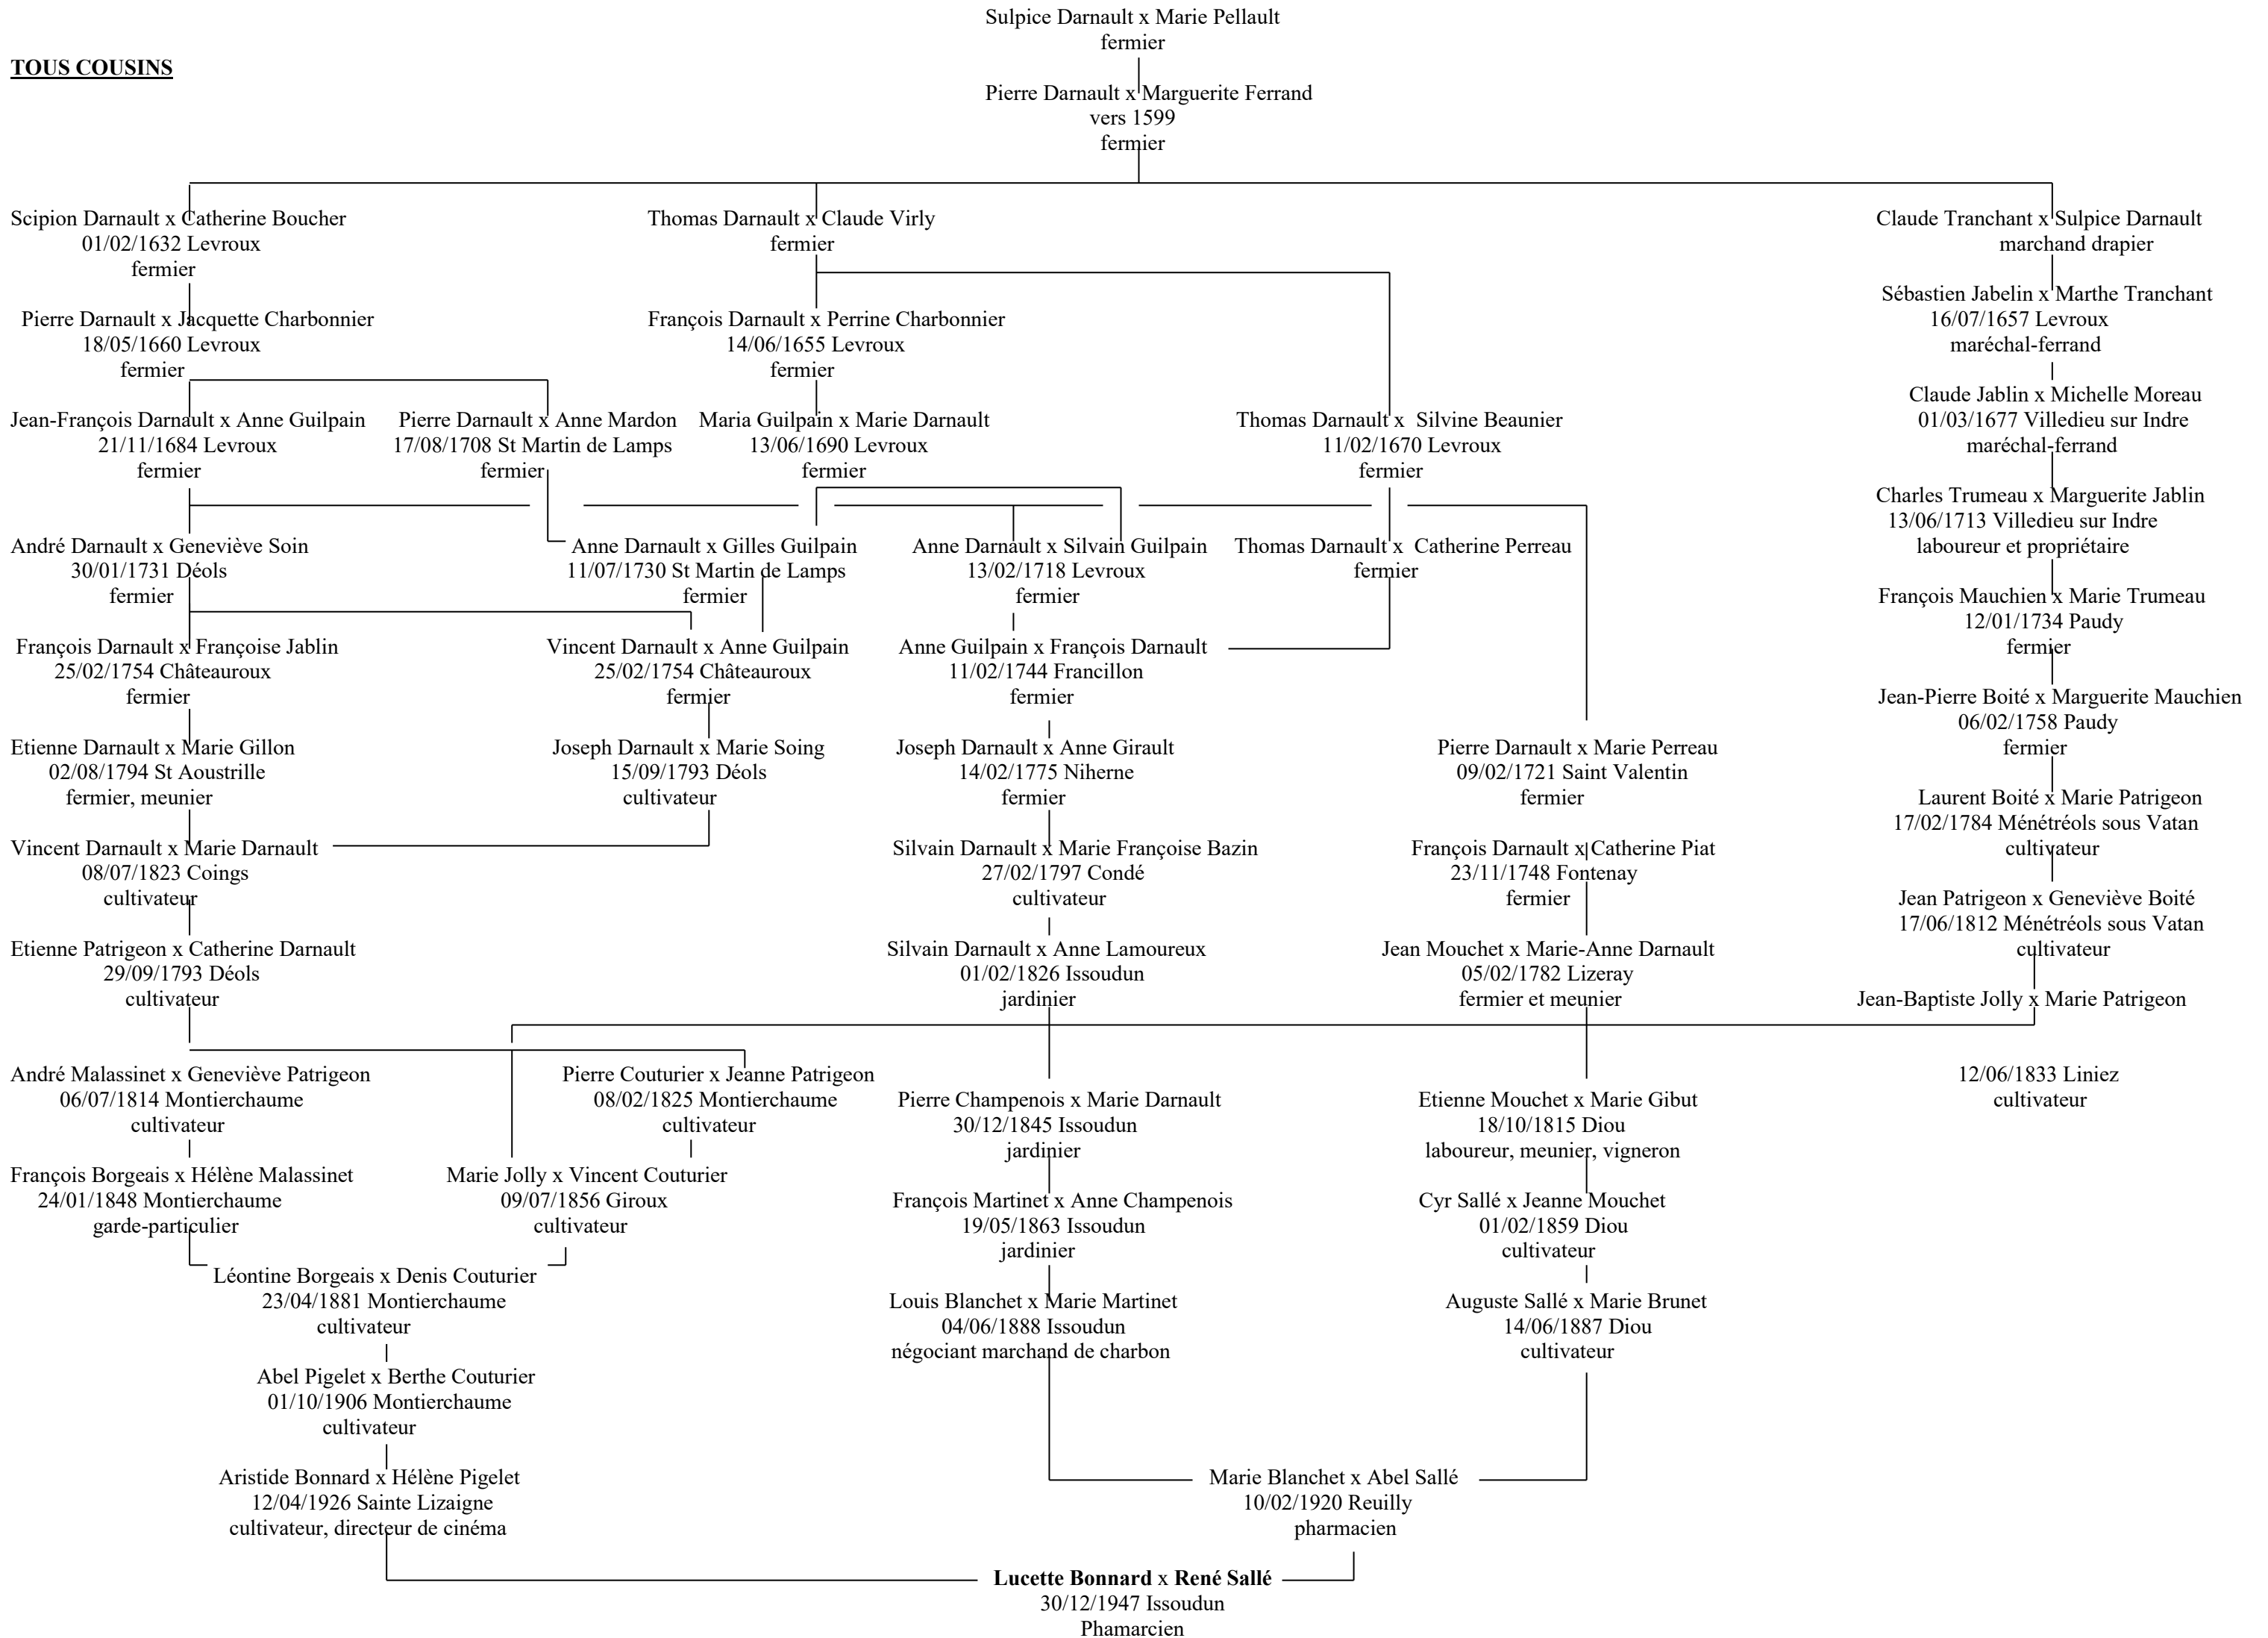 Sulpice Darnault x Marie Pellault
fermier
TOUS COUSINS
Pierre Darnault x Marguerite Ferrand
vers 1599
fermier
Scipion Darnault x Catherine Boucher
01/02/1632 Levroux
fermier
Thomas Darnault x Claude Virly
fermier
Claude Tranchant x Sulpice Darnault
marchand drapier
Sébastien Jabelin x Marthe Tranchant
16/07/1657 Levroux
maréchal-ferrand
Pierre Darnault x Jacquette Charbonnier
18/05/1660 Levroux
fermier
François Darnault x Perrine Charbonnier
14/06/1655 Levroux
fermier
Claude Jablin x Michelle Moreau
01/03/1677 Villedieu sur Indre
maréchal-ferrand
Jean-François Darnault x Anne Guilpain
21/11/1684 Levroux
fermier
Pierre Darnault x Anne Mardon
17/08/1708 St Martin de Lamps
fermier
Maria Guilpain x Marie Darnault
13/06/1690 Levroux
fermier
Thomas Darnault x Silvine Beaunier
11/02/1670 Levroux
fermier
Charles Trumeau x Marguerite Jablin
13/06/1713 Villedieu sur Indre
laboureur et propriétaire
André Darnault x Geneviève Soin
30/01/1731 Déols
fermier
Anne Darnault x Gilles Guilpain
11/07/1730 St Martin de Lamps
fermier
Anne Darnault x Silvain Guilpain
13/02/1718 Levroux
fermier
Thomas Darnault x Catherine Perreau
fermier
François Mauchien x Marie Trumeau
12/01/1734 Paudy
fermier
François Darnault x Françoise Jablin
25/02/1754 Châteauroux
fermier
Vincent Darnault x Anne Guilpain
25/02/1754 Châteauroux
fermier
Anne Guilpain x François Darnault
11/02/1744 Francillon
fermier
Jean-Pierre Boité x Marguerite Mauchien
06/02/1758 Paudy
fermier
Etienne Darnault x Marie Gillon
02/08/1794 St Aoustrille
fermier, meunier
Joseph Darnault x Marie Soing
15/09/1793 Déols
cultivateur
Joseph Darnault x Anne Girault
14/02/1775 Niherne
fermier
Pierre Darnault x Marie Perreau
09/02/1721 Saint Valentin
fermier
Laurent Boité x Marie Patrigeon
17/02/1784 Ménétréols sous Vatan
cultivateur
Vincent Darnault x Marie Darnault
08/07/1823 Coings
cultivateur
Silvain Darnault x Marie Françoise Bazin
27/02/1797 Condé
cultivateur
François Darnault x Catherine Piat
23/11/1748 Fontenay
fermier
Jean Patrigeon x Geneviève Boité
17/06/1812 Ménétréols sous Vatan
cultivateur
Etienne Patrigeon x Catherine Darnault
29/09/1793 Déols
cultivateur
Silvain Darnault x Anne Lamoureux
01/02/1826 Issoudun
jardinier
Jean Mouchet x Marie-Anne Darnault
05/02/1782 Lizeray
fermier et meunier
Jean-Baptiste Jolly x Marie Patrigeon
12/06/1833 Liniez
cultivateur
André Malassinet x Geneviève Patrigeon
06/07/1814 Montierchaume
cultivateur
Pierre Couturier x Jeanne Patrigeon
08/02/1825 Montierchaume
cultivateur
Pierre Champenois x Marie Darnault
30/12/1845 Issoudun
jardinier
Etienne Mouchet x Marie Gibut
18/10/1815 Diou
laboureur, meunier, vigneron
François Borgeais x Hélène Malassinet
24/01/1848 Montierchaume
garde-particulier
Marie Jolly x Vincent Couturier
09/07/1856 Giroux
cultivateur
François Martinet x Anne Champenois
19/05/1863 Issoudun
jardinier
Cyr Sallé x Jeanne Mouchet
01/02/1859 Diou
cultivateur
Léontine Borgeais x Denis Couturier
23/04/1881 Montierchaume
cultivateur
Louis Blanchet x Marie Martinet
04/06/1888 Issoudun
négociant marchand de charbon
Auguste Sallé x Marie Brunet
14/06/1887 Diou
cultivateur
Abel Pigelet x Berthe Couturier
01/10/1906 Montierchaume
cultivateur
Aristide Bonnard x Hélène Pigelet
12/04/1926 Sainte Lizaigne
cultivateur, directeur de cinéma
Marie Blanchet x Abel Sallé
10/02/1920 Reuilly
pharmacien
Lucette Bonnard x René Sallé
30/12/1947 Issoudun
Phamarcien